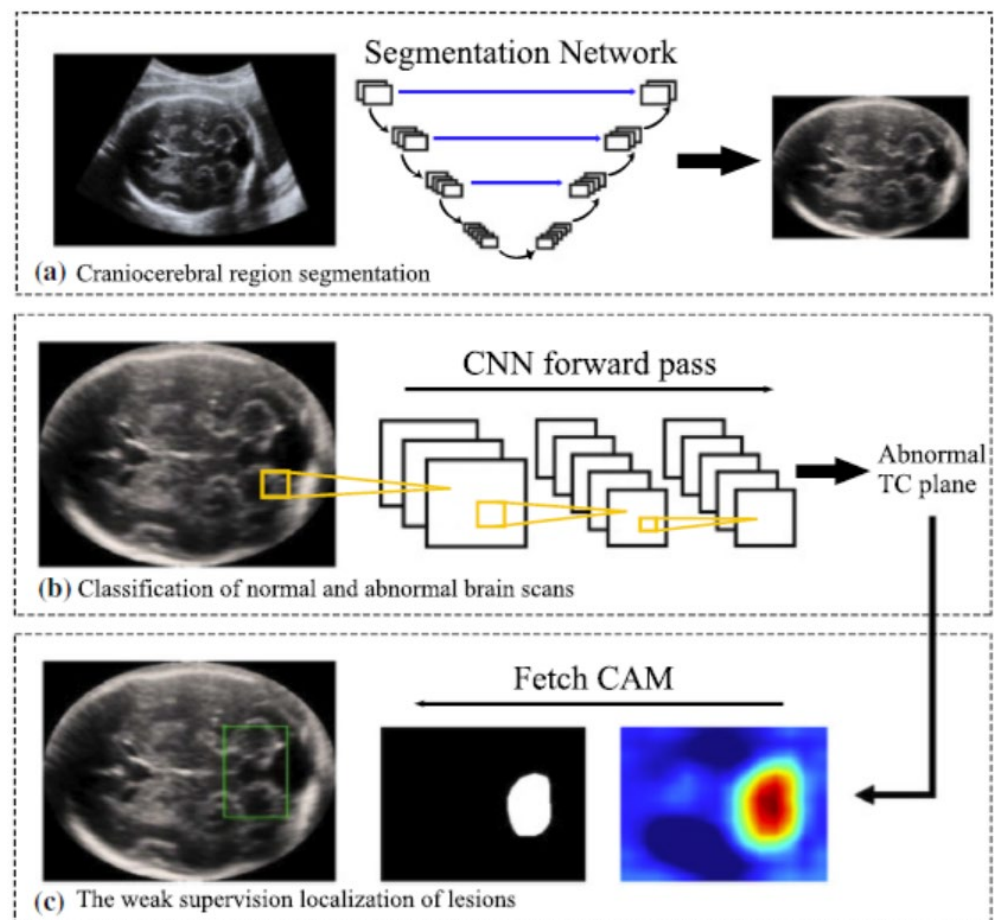 Segmentation Network
(a) Craniocerebral region segmentation
CNN forward pass
Abnormal
TC plane
(b) Classification of normal and abnormal brain scans
Fetch CAM
(c) The weak supervision localization of lesions